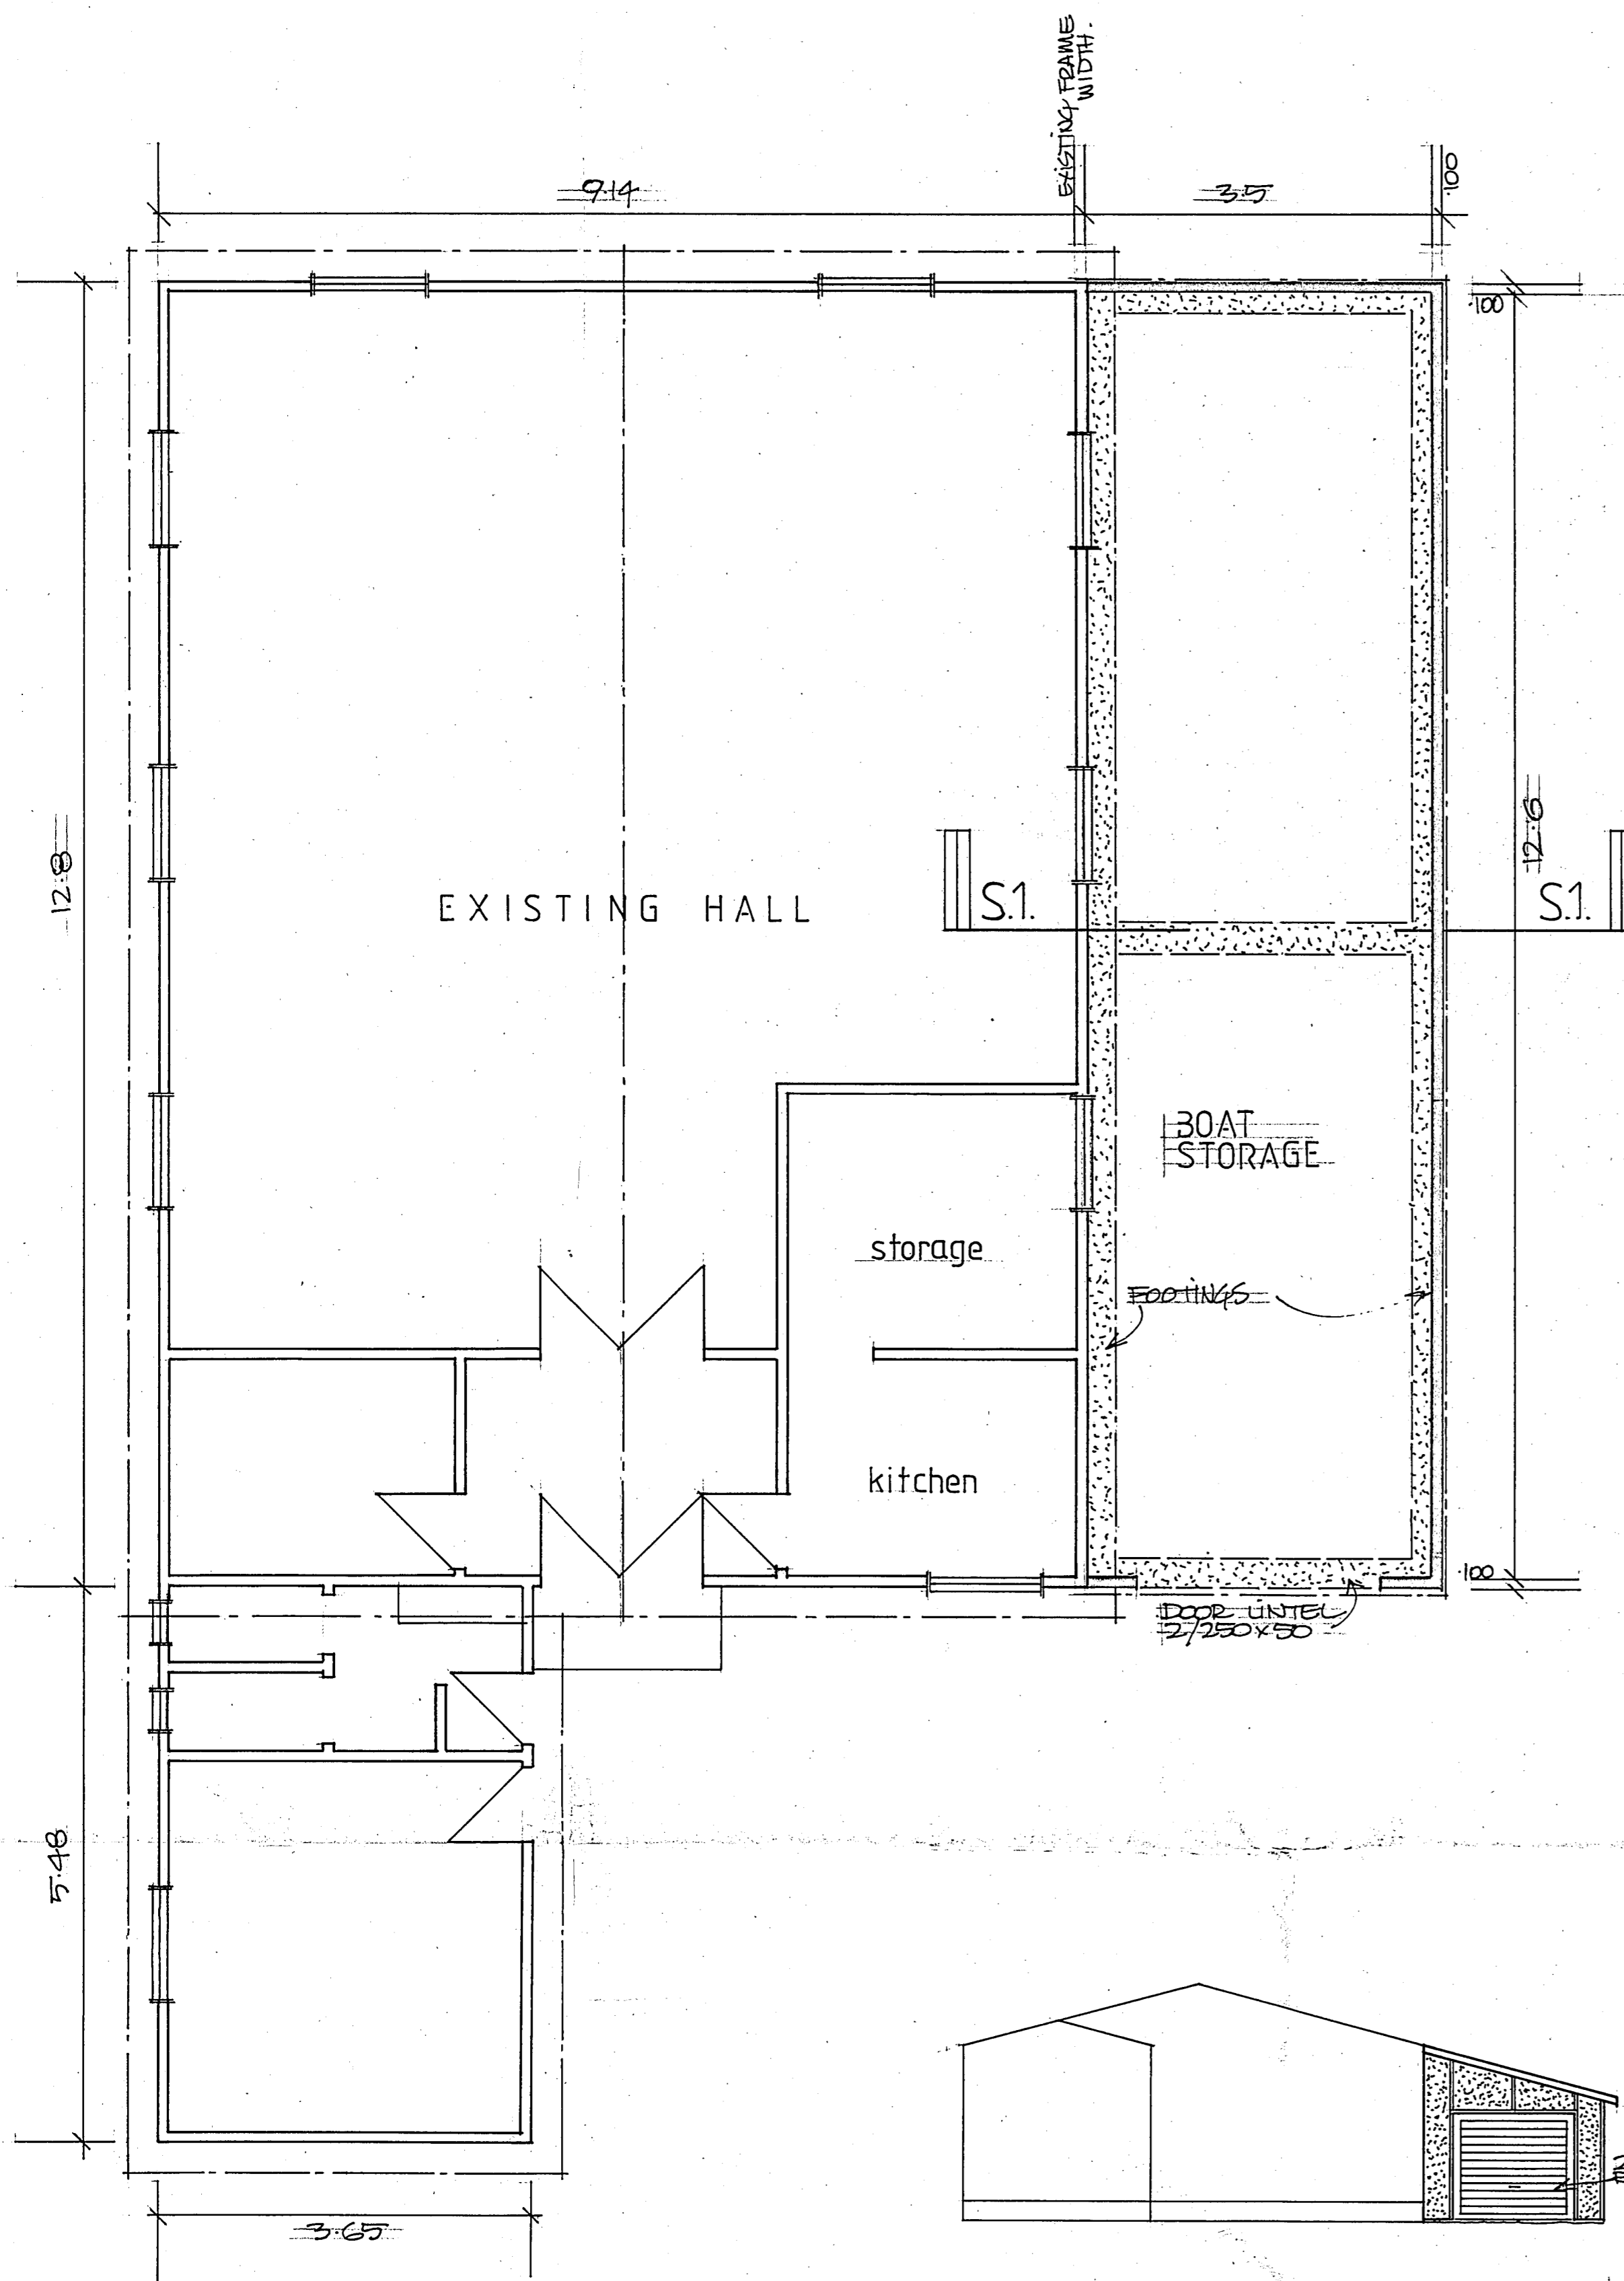 EXISTING FRAME
WIDTH.
9.14
3.5
.100
.100
12.8
12.6
EXISTING HALL
S.1.
S.1.
BOAT
STORAGE
storage
FOOTINGS
kitchen
.100
DOOR LINTEL
2/250x50
5.48
3.65